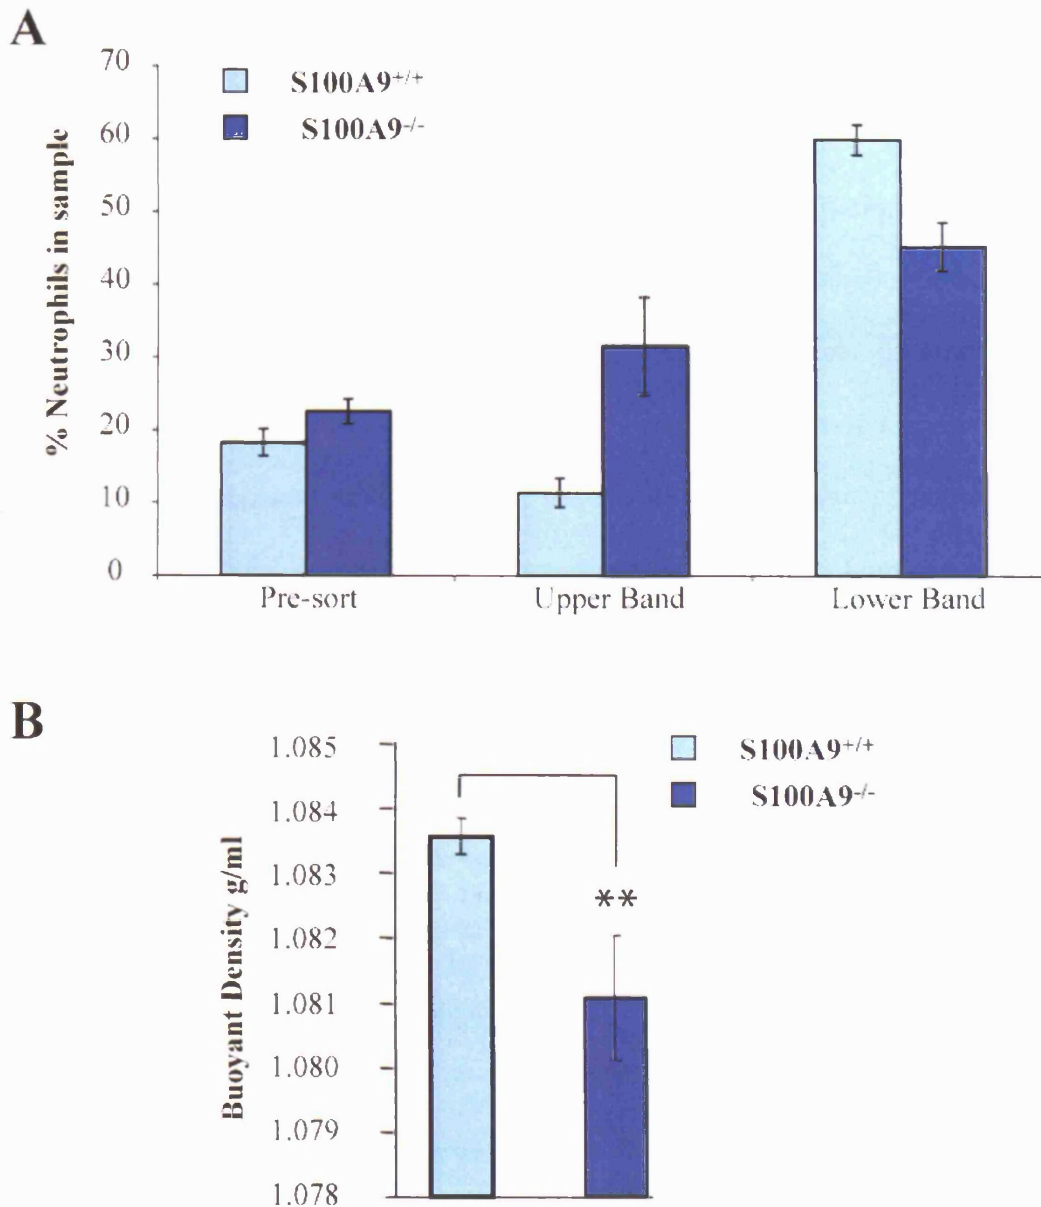 A
70
60
50
40
30
20
10
0
% Neutrophils in sample
S100A9+/+
S100A9-/-
Pre-sort
Upper Band
Lower Band
B
1.085
1.084
1.083
1.082
1.081
1.080
1.079
1.078
Buoyant Density g/ml
**
S100A9+/+
S100A9-/-